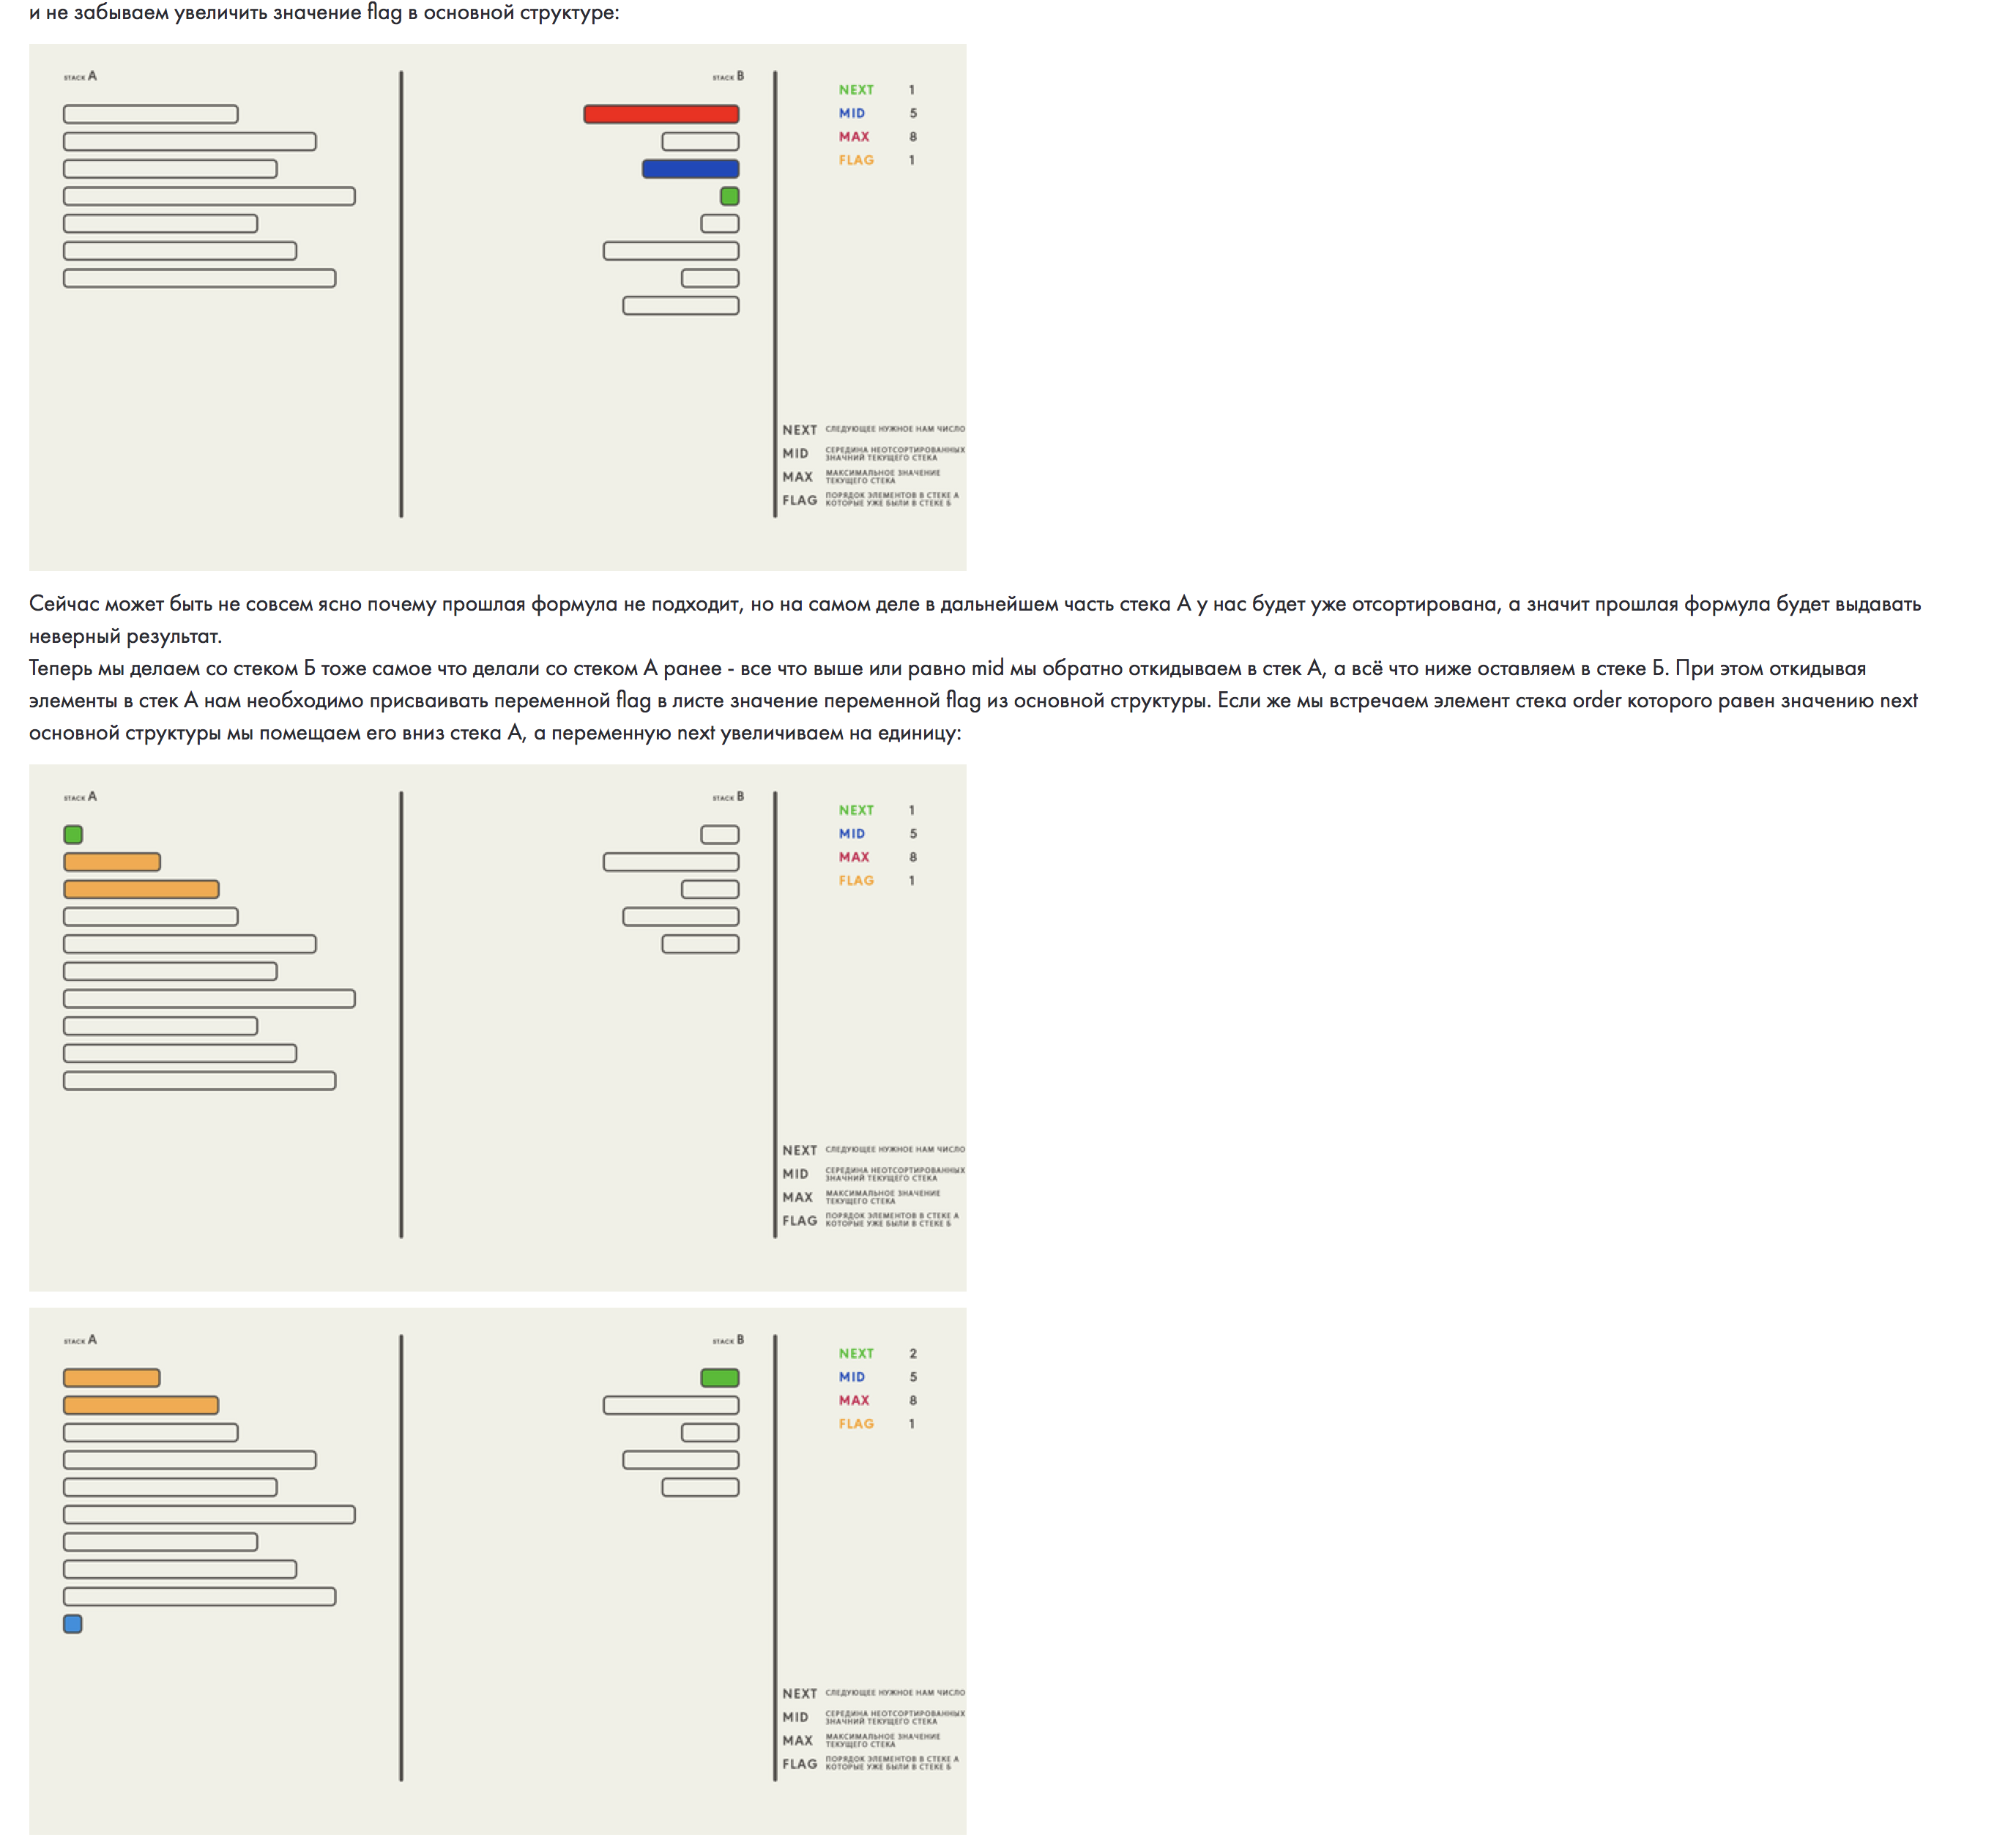 и не забываем увеличить значение flag в основной структуре:
STACK A
STACK B
NEXT 1
MID 5
MAX 8
FLAG 1
NEXT СЛЕДУЮЩЕЕ НУЖНОЕ НАМ ЧИСЛО
MID СЕРЕДИНА НЕОТСОРТИРОВАННЫХ
ЗНАЧНИЙ ТЕКУЩЕГО СТЕКА
MAX МАКСИМАЛЬНОЕ ЗНАЧЕНИЕ
ТЕКУЩЕГО СТЕКА
FLAG ПОРЯДОК ЭЛЕМЕНТОВ В СТЕКЕ А
КОТОРЫЕ УЖЕ БЫЛИ В СТЕКЕ Б
Сейчас может быть не совсем ясно почему прошлая формула не подходит, но на самом деле в дальнейшем часть стека А у нас будет уже отсортирована, а значит прошлая формула будет выдавать
неверный результат.
Теперь мы делаем со стеком Б тоже самое что делали со стеком А ранее - все что выше или равно mid мы обратно откидываем в стек А, а всё что ниже оставляем в стеке Б. При этом откидывая
элементы в стек А нам необходимо присваивать переменной flag в листе значение переменной flag из основной структуры. Если же мы встречаем элемент стека order которого равен значению next
основной структуры мы помещаем его вниз стека А, а переменную next увеличиваем на единицу:
STACK A
STACK B
NEXT 1
MID 5
MAX 8
FLAG 1
NEXT СЛЕДУЮЩЕЕ НУЖНОЕ НАМ ЧИСЛО
MID СЕРЕДИНА НЕОТСОРТИРОВАННЫХ
ЗНАЧНИЙ ТЕКУЩЕГО СТЕКА
MAX МАКСИМАЛЬНОЕ ЗНАЧЕНИЕ
ТЕКУЩЕГО СТЕКА
FLAG ПОРЯДОК ЭЛЕМЕНТОВ В СТЕКЕ А
КОТОРЫЕ УЖЕ БЫЛИ В СТЕКЕ Б
STACK A
STACK B
NEXT 2
MID 5
MAX 8
FLAG 1
NEXT СЛЕДУЮЩЕЕ НУЖНОЕ НАМ ЧИСЛО
MID СЕРЕДИНА НЕОТСОРТИРОВАННЫХ
ЗНАЧНИЙ ТЕКУЩЕГО СТЕКА
MAX МАКСИМАЛЬНОЕ ЗНАЧЕНИЕ
ТЕКУЩЕГО СТЕКА
FLAG ПОРЯДОК ЭЛЕМЕНТОВ В СТЕКЕ А
КОТОРЫЕ УЖЕ БЫЛИ В СТЕКЕ Б